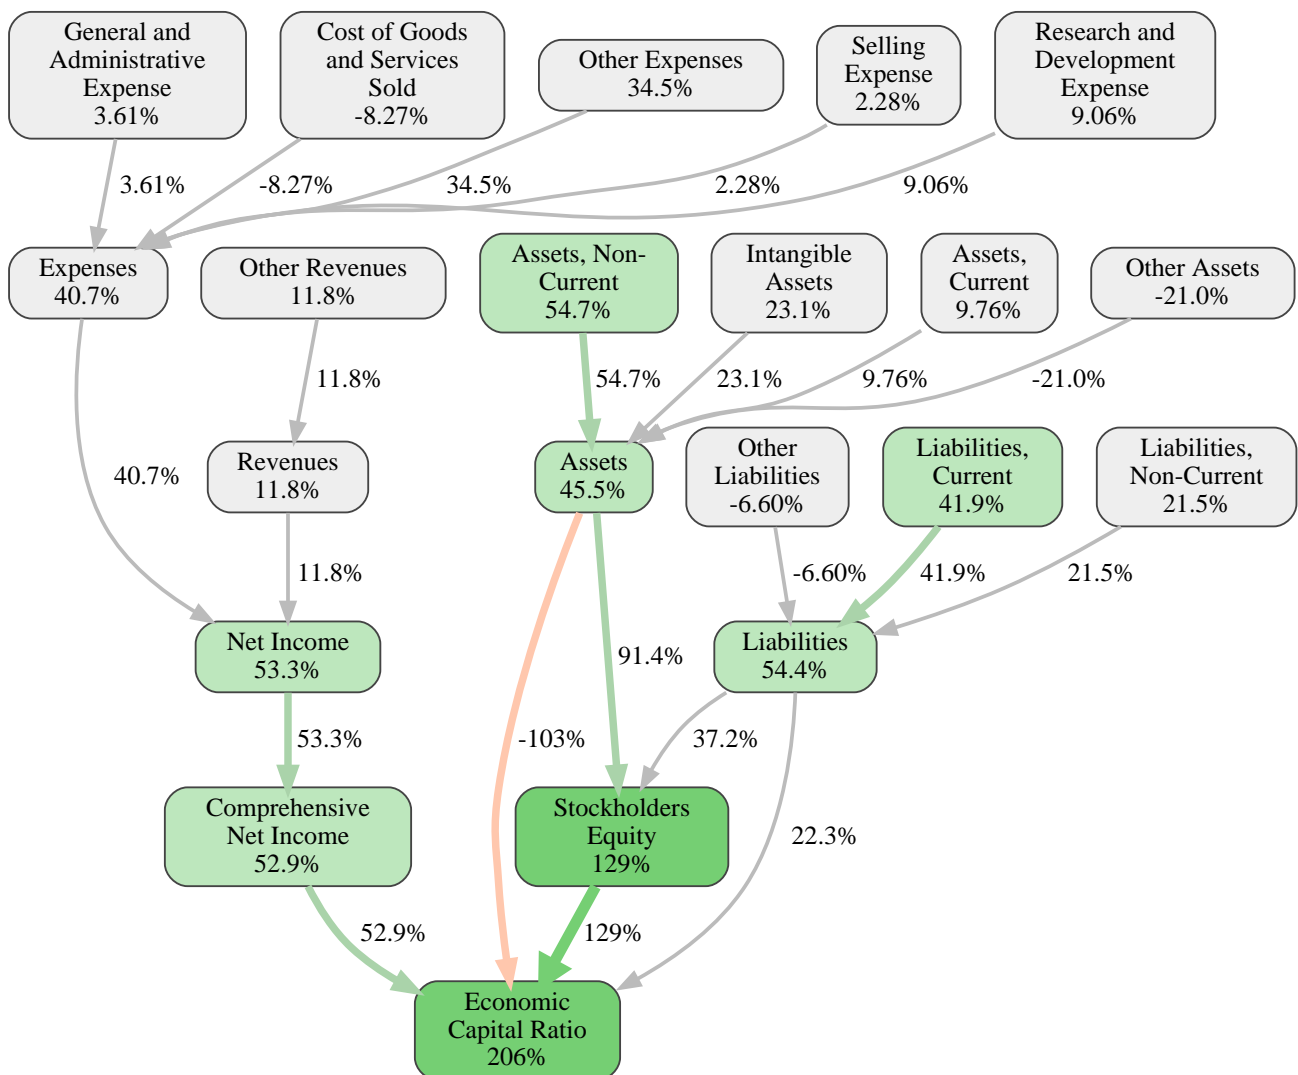 General and
Administrative
Expense
3.61%
Cost of Goods
and Services
Sold
-8.27%
Other Expenses
34.5%
Selling
Expense
2.28%
Research and
Development
Expense
9.06%
3.61%
-8.27%
34.5%
2.28%
9.06%
Expenses
40.7%
Other Revenues
11.8%
Assets, Non-
Current
54.7%
Intangible
Assets
23.1%
Assets,
Current
9.76%
Other Assets
-21.0%
11.8%
54.7%
23.1%
9.76%
-21.0%
40.7%
Revenues
11.8%
Assets
45.5%
Other
Liabilities
-6.60%
Liabilities,
Current
41.9%
Liabilities,
Non-Current
21.5%
11.8%
-6.60%
41.9%
21.5%
Net Income
53.3%
91.4%
Liabilities
54.4%
53.3%
-103%
37.2%
Comprehensive
Net Income
52.9%
Stockholders
Equity
129%
22.3%
52.9%
129%
Economic
Capital Ratio
206%